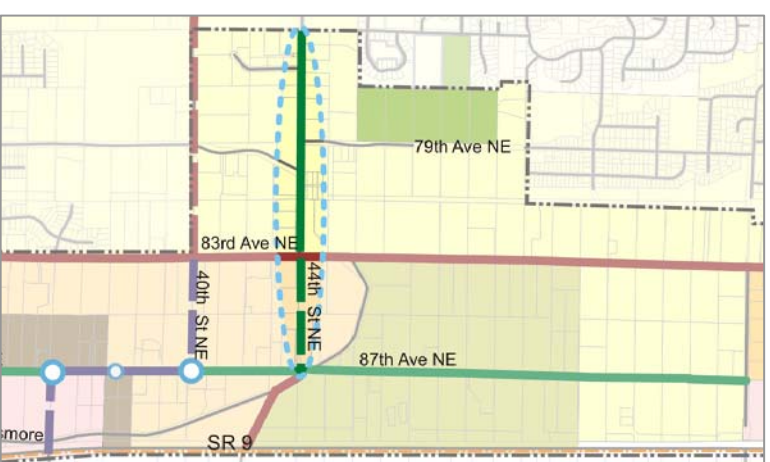 79th Ave NE
83rd Ave NE
40th St NE
44th St NE
87th Ave NE
smore
SR 9